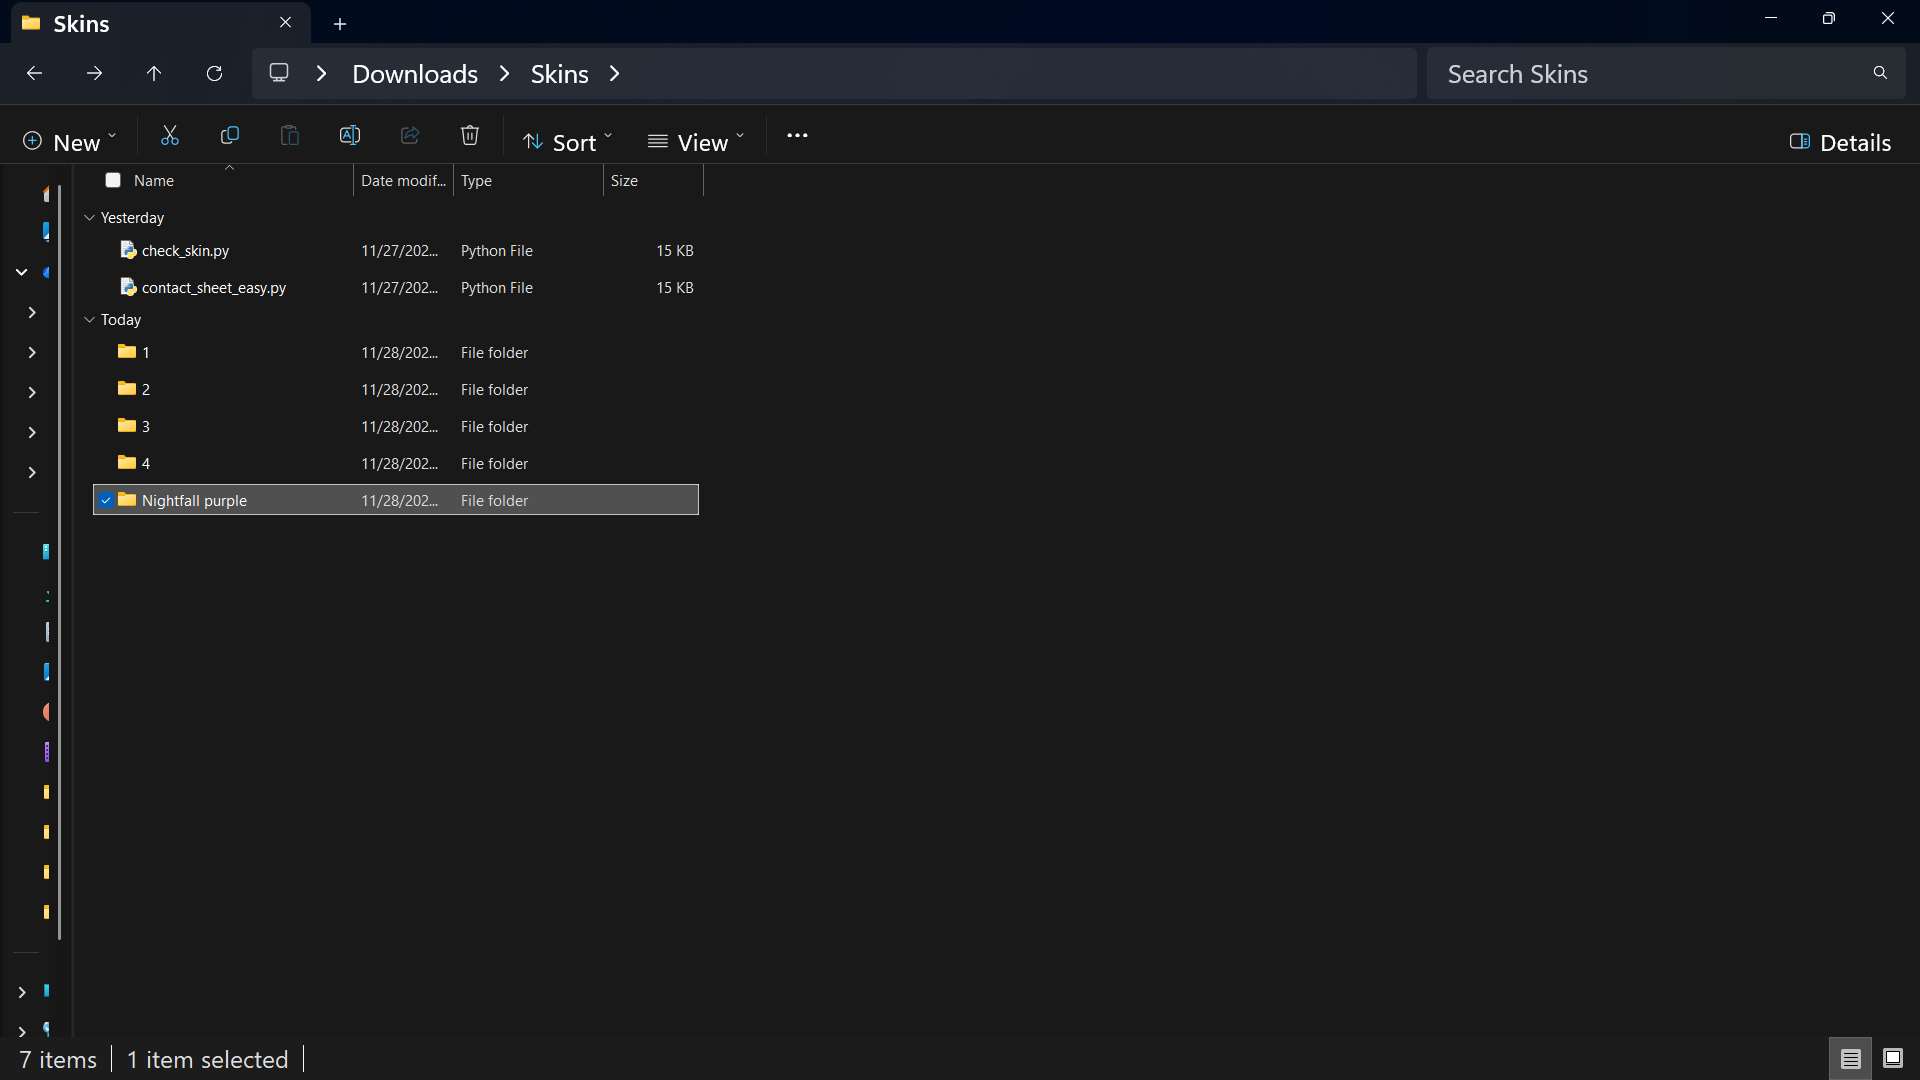 Skins
Downloads > Skins >
Search Skins
New
Sort
View
Details
Name Date modif... Type Size
Yesterday
check_skin.py 11/27/202... Python File 15 KB
contact_sheet_easy.py 11/27/202... Python File 15 KB
Today
1 11/28/202... File folder
2 11/28/202... File folder
3 11/28/202... File folder
4 11/28/202... File folder
Nightfall purple 11/28/202... File folder
7 items 1 item selected